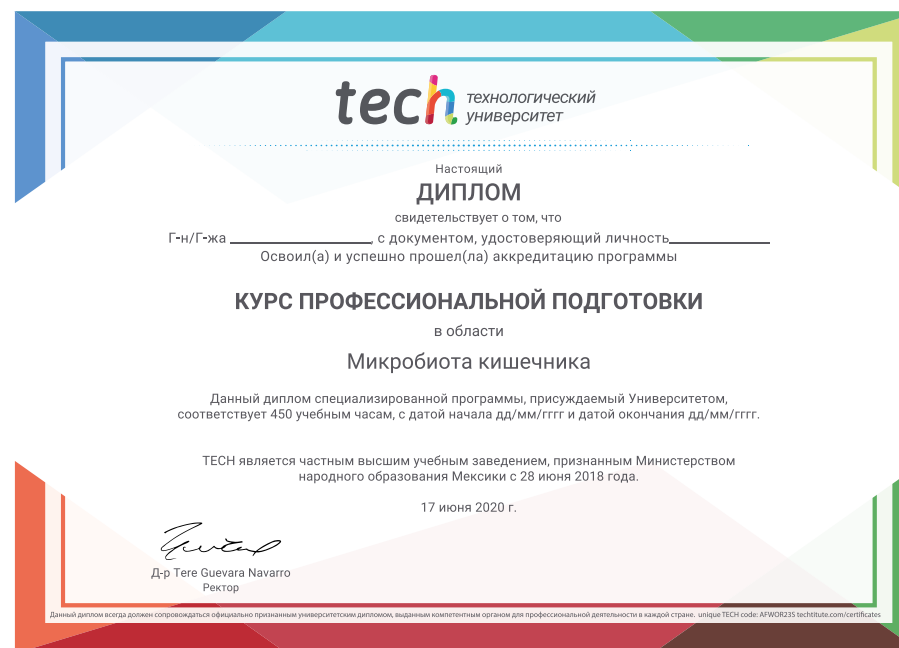 tech технологический
университет
Настоящий
ДИПЛОМ
свидетельствует о том, что
Г-н/Г-жа ____________________, с документом, удостоверяющий личность______________
Освоил(а) и успешно прошел(ла) аккредитацию программы
КУРС ПРОФЕССИОНАЛЬНОЙ ПОДГОТОВКИ
в области
Микробиота кишечника
Данный диплом специализированной программы, присуждаемый Университетом,
соответствует 450 учебным часам, с датой начала дд/мм/гггг и датой окончания дд/мм/гггг.
TECH является частным высшим учебным заведением, признанным Министерством
народного образования Мексики с 28 июня 2018 года.
17 июня 2020 г.
Д-р Tere Guevara Navarro
Ректор
Данный диплом всегда должен сопровождаться официально признанным университетским дипломом, выданным компетентным органом для профессиональной деятельности в каждой стране. unique TECH code: AFWOR23S techtitute.com/certificates